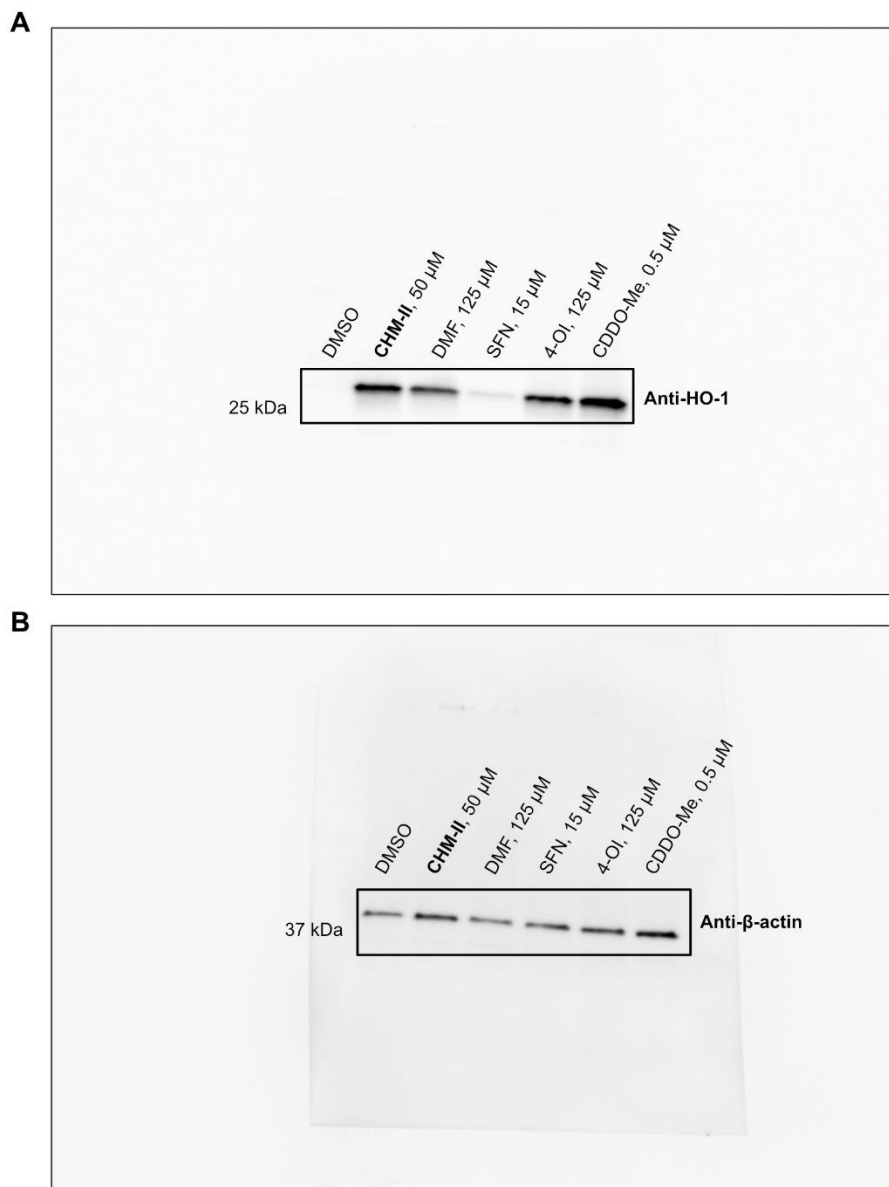 A
DMSO
CHM-II, 50 µM
DMF, 125 µM
SFN, 15 µM
4-OI, 125 µM
CDDO-Me, 0.5 µM
25 kDa
Anti-HO-1
B
DMSO
CHM-II, 50 µM
DMF, 125 µM
SFN, 15 µM
4-OI, 125 µM
CDDO-Me, 0.5 µM
37 kDa
Anti-β-actin